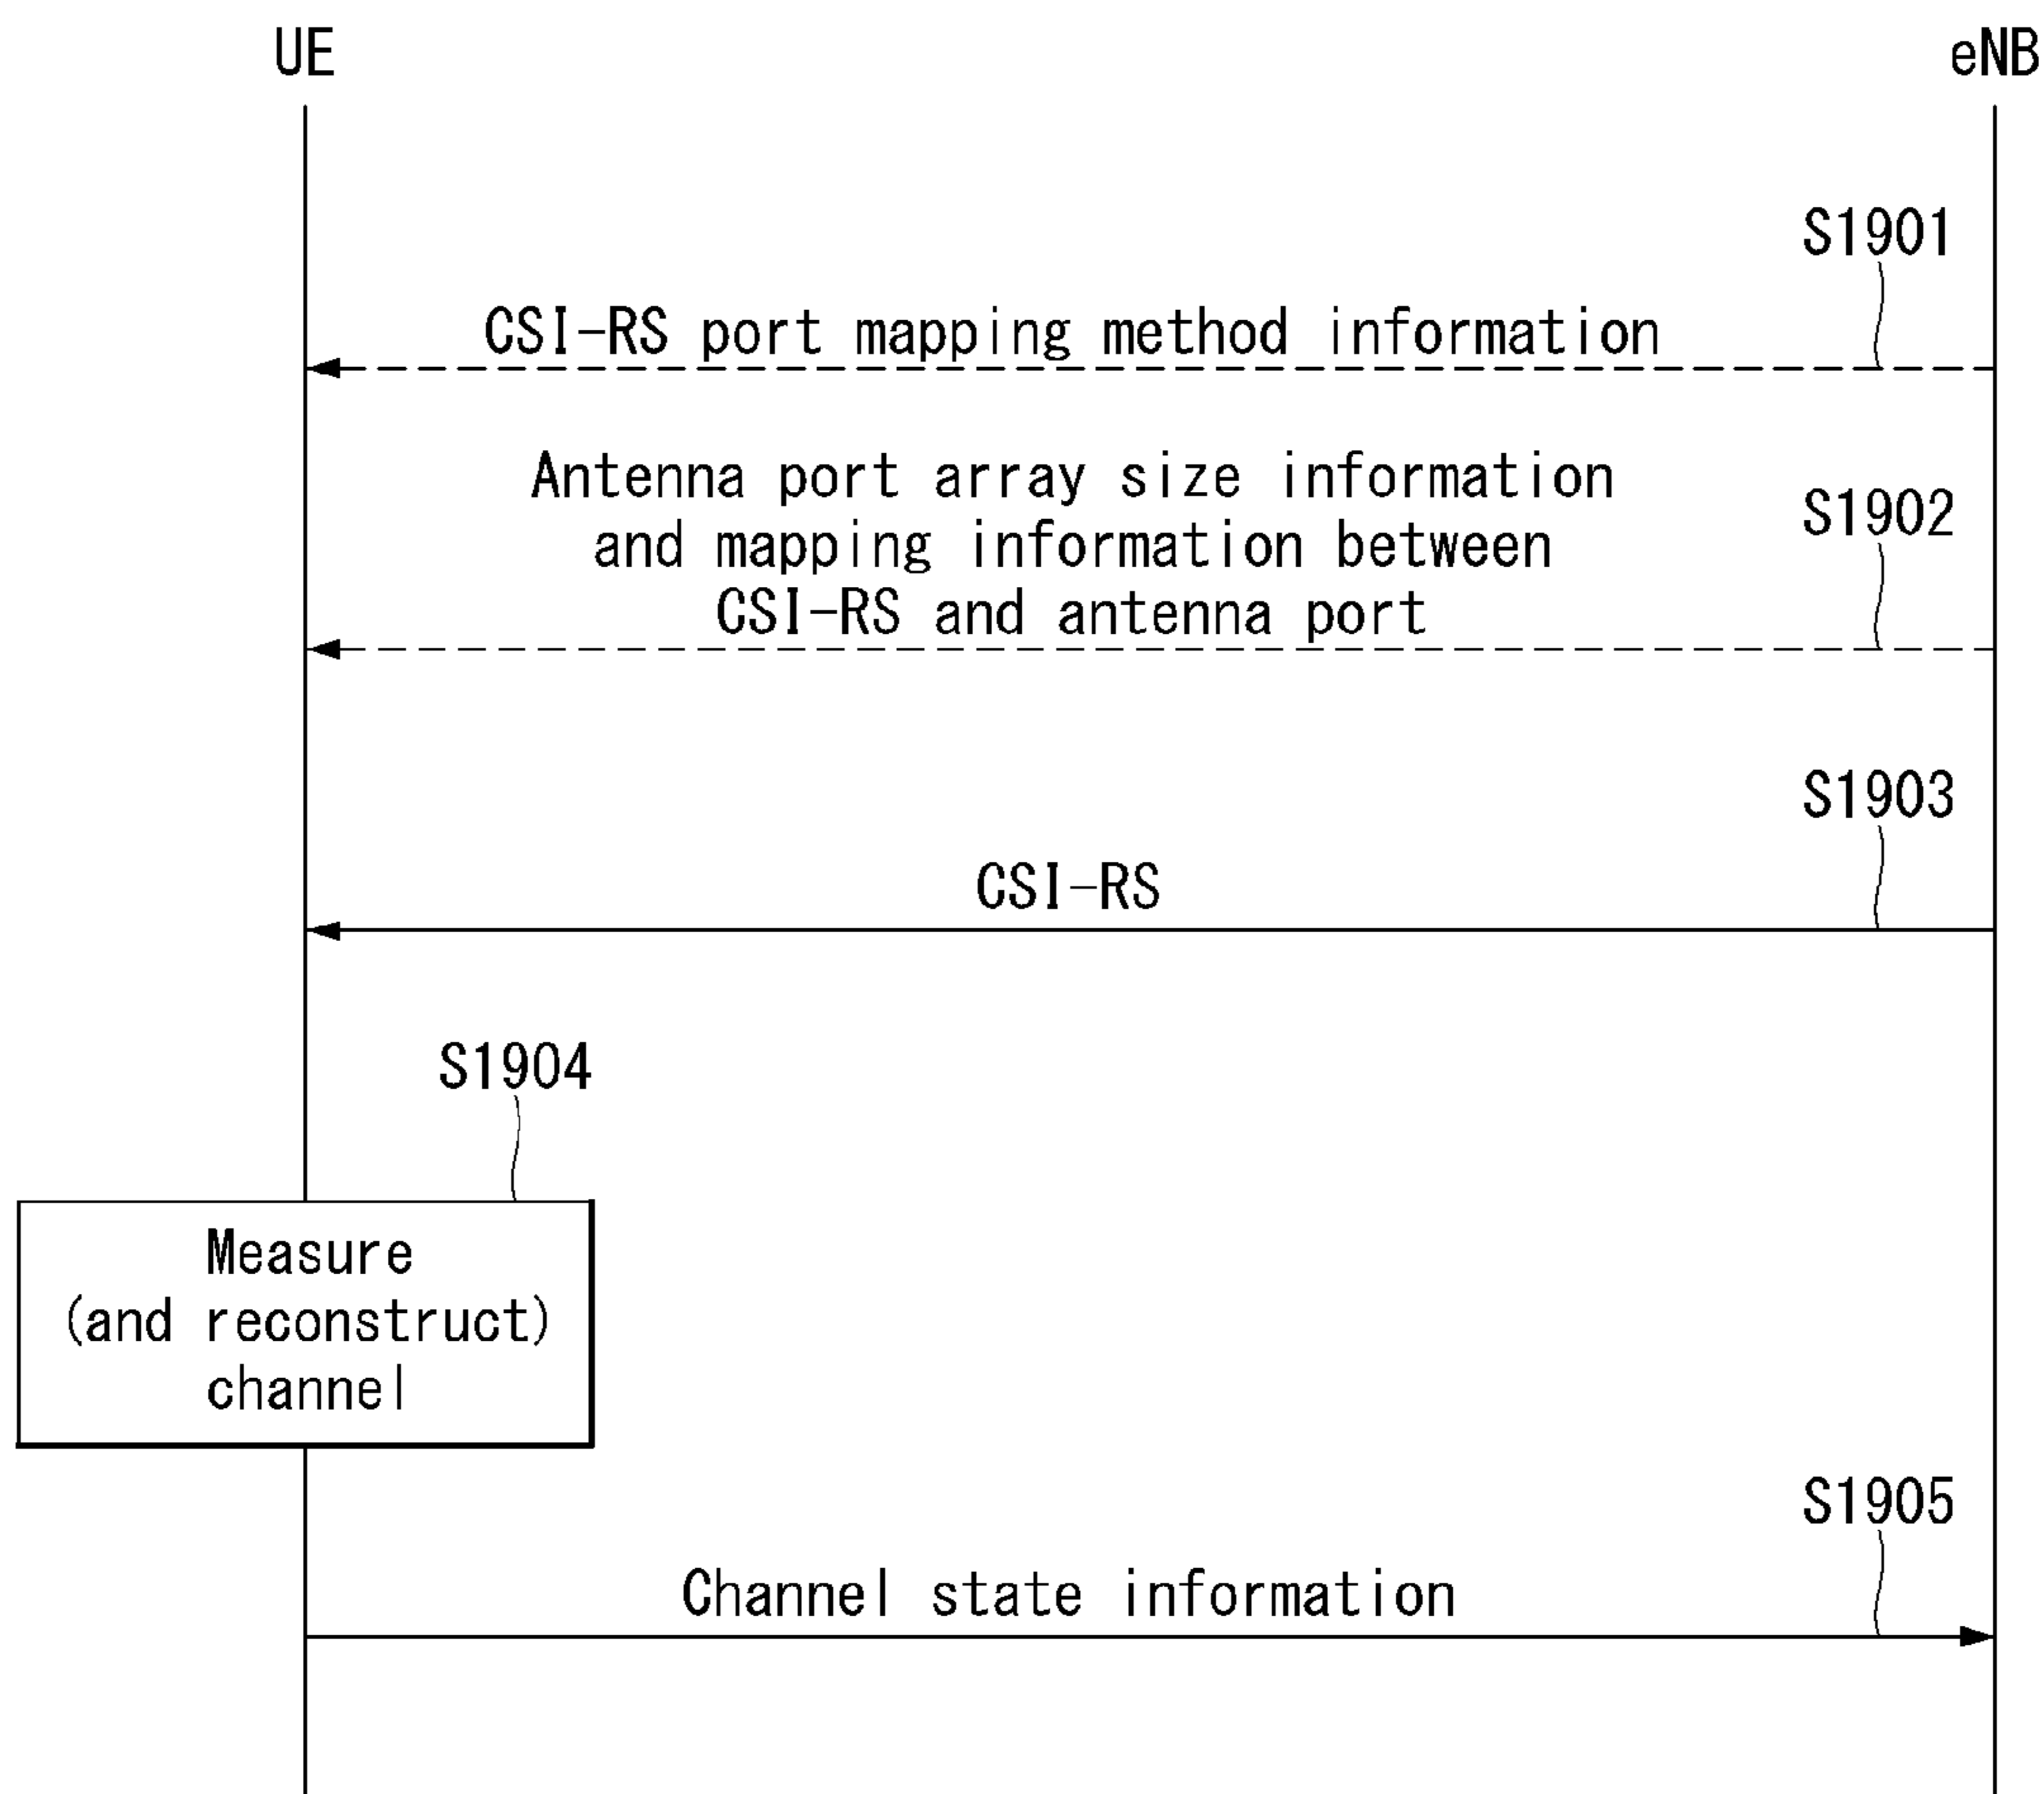 UE
eNB
S1901
CSI-RS port mapping method information
Antenna port array size information
and mapping information between
CSI-RS and antenna port
S1902
S1903
CSI-RS
S1904
Measure
(and reconstruct)
channel
S1905
Channel state information